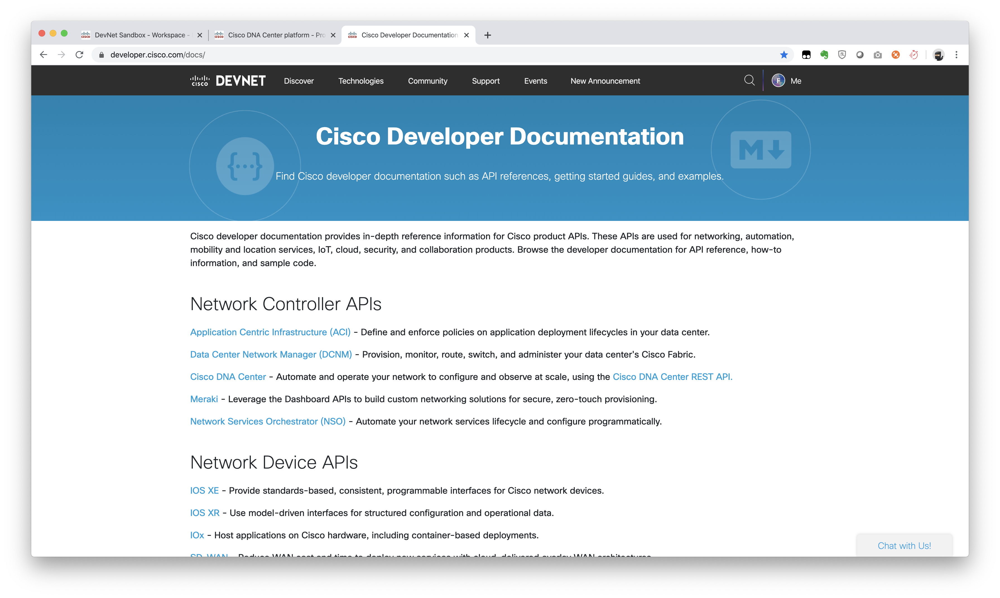 DevNet Sandbox - Workspace -
Cisco DNA Center platform - Pro
Cisco Developer Documentation
developer.cisco.com/docs/
cisco DEVNET
Discover
Technologies
Community
Support
Events
New Announcement
F
Me
Cisco Developer Documentation
{...}
M
Find Cisco developer documentation such as API references, getting started guides, and examples.
Cisco developer documentation provides in-depth reference information for Cisco product APIs. These APIs are used for networking, automation,
mobility and location services, IoT, cloud, security, and collaboration products. Browse the developer documentation for API reference, how-to
information, and sample code.
Network Controller APIs
Application Centric Infrastructure (ACI) - Define and enforce policies on application deployment lifecycles in your data center.
Data Center Network Manager (DCNM) - Provision, monitor, route, switch, and administer your data center's Cisco Fabric.
Cisco DNA Center - Automate and operate your network to configure and observe at scale, using the Cisco DNA Center REST API.
Meraki - Leverage the Dashboard APIs to build custom networking solutions for secure, zero-touch provisioning.
Network Services Orchestrator (NSO) - Automate your network services lifecycle and configure programmatically.
Network Device APIs
IOS XE - Provide standards-based, consistent, programmable interfaces for Cisco network devices.
IOS XR - Use model-driven interfaces for structured configuration and operational data.
IOx - Host applications on Cisco hardware, including container-based deployments.
SD-WAN - Reduce WAN cost and time to deploy new services with cloud-delivered overlay WAN architectures.
Chat with Us!